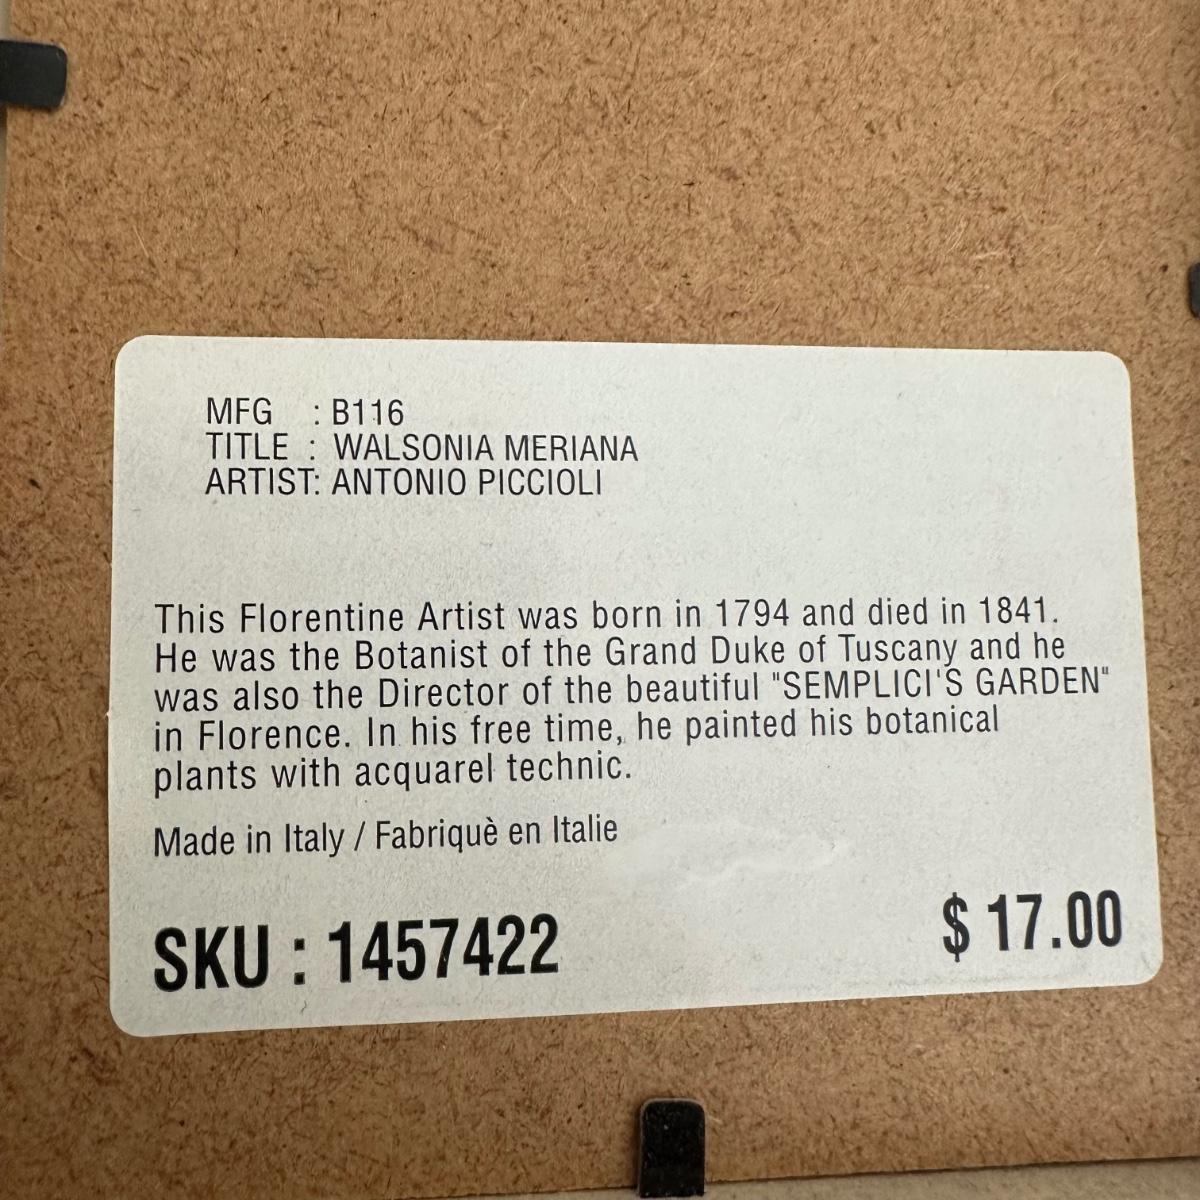 MFG : B116
TITLE : WALSONIA MERIANA
ARTIST: ANTONIO PICCIOLI
This Florentine Artist was born in 1794 and died in 1841.
He was the Botanist of the Grand Duke of Tuscany and he
was also the Director of the beautiful "SEMPLICI'S GARDEN"
in Florence. In his free time, he painted his botanical
plants with acquarel technic.
Made in Italy / Fabriquè en Italie
SKU : 1457422
$ 17.00